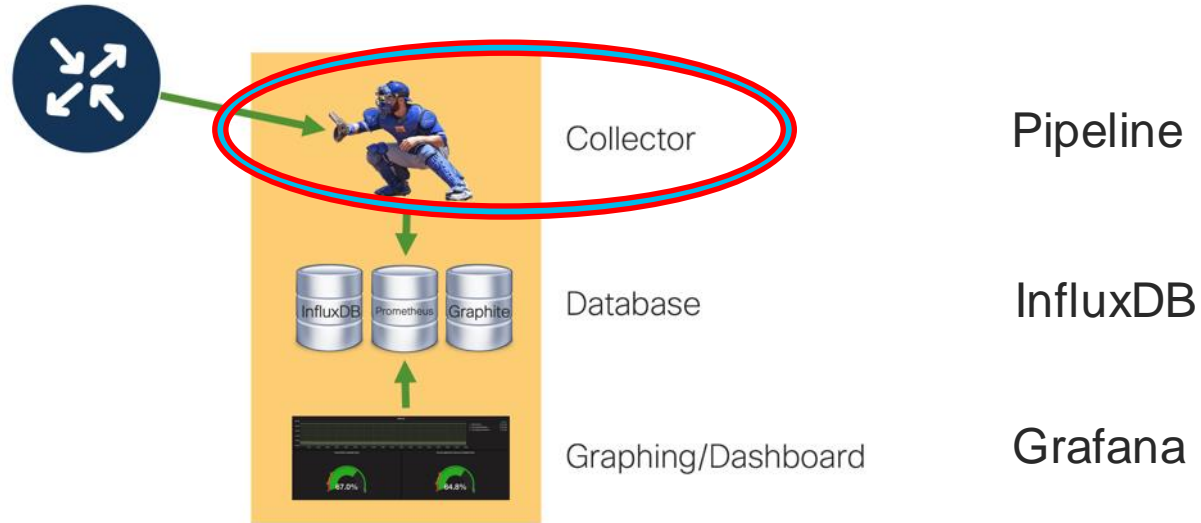 Collector
Pipeline
InfluxDB
Prometheus
Graphite
Database
InfluxDB
67.0%
64.8%
Graphing/Dashboard
Grafana